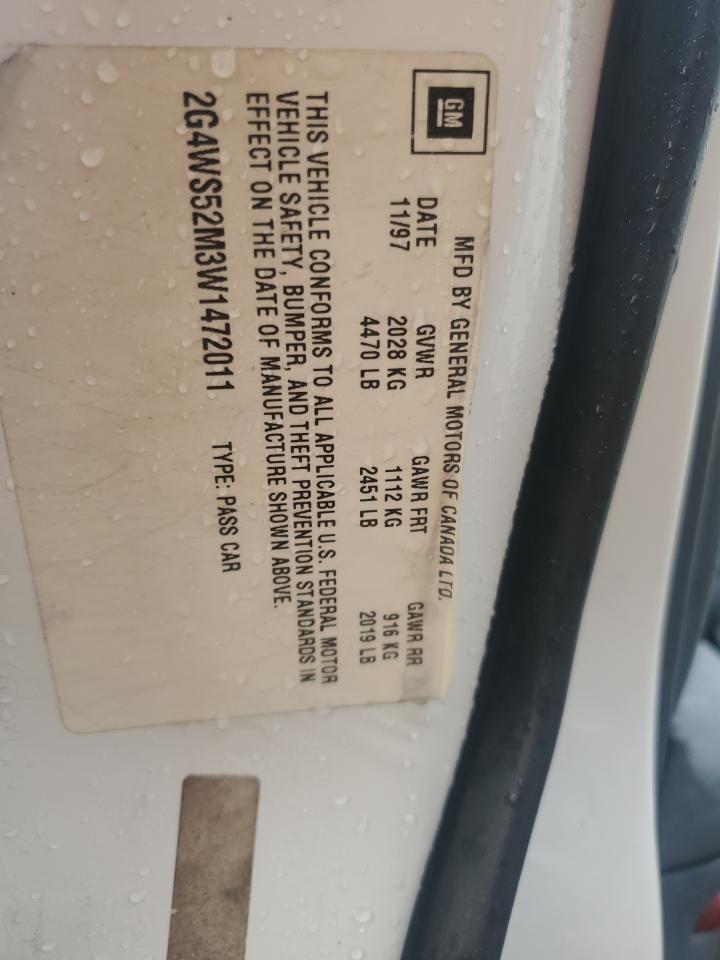 GM
MFD BY GENERAL MOTORS OF CANADA LTD.
DATE GVWR GAWR FRT GAWR RR
11/97 2028 KG 1112 KG 916 KG
4470 LB 2451 LB 2019 LB
THIS VEHICLE CONFORMS TO ALL APPLICABLE U.S. FEDERAL MOTOR
VEHICLE SAFETY, BUMPER, AND THEFT PREVENTION STANDARDS IN
EFFECT ON THE DATE OF MANUFACTURE SHOWN ABOVE.
2G4WS52M3W1472011 TYPE: PASS CAR